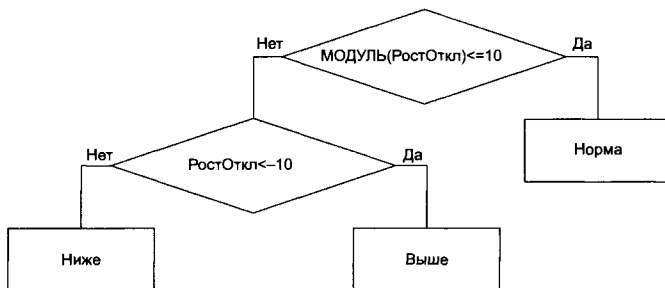 Нет
Да
МОДУЛЬ(РостОткл)<=10
Нет
Да
РостОткл<–10
Норма
Ниже
Выше